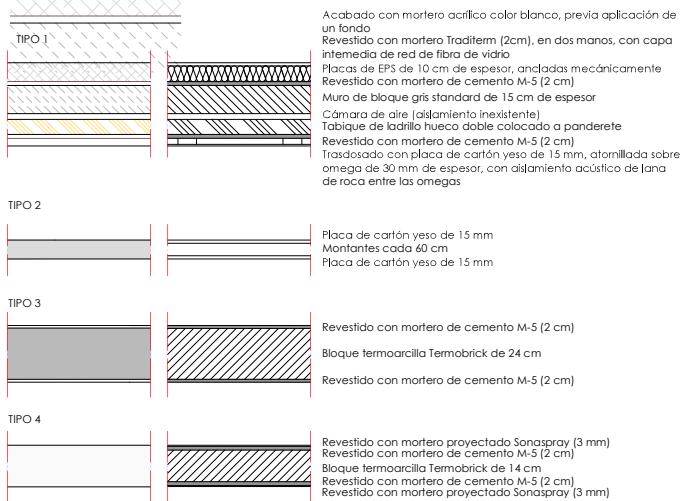 TIPO 1
Acabado con mortero acrílico color blanco, previa aplicación de
un fondo
Revestido con mortero Traditerm (2cm), en dos manos, con capa
intemedia de red de fibra de vidrio
Placas de EPS de 10 cm de espesor, ancladas mecánicamente
Revestido con mortero de cemento M-5 (2 cm)
Muro de bloque gris standard de 15 cm de espesor
Cámara de aire (aislamiento inexistente)
Tabique de ladrillo hueco doble colocado a panderete
Revestido con mortero de cemento M-5 (2 cm)
Trasdosado con placa de cartón yeso de 15 mm, atornillada sobre
omega de 30 mm de espesor, con aislamiento acústico de lana
de roca entre las omegas
TIPO 2
Placa de cartón yeso de 15 mm
Montantes cada 60 cm
Placa de cartón yeso de 15 mm
TIPO 3
Revestido con mortero de cemento M-5 (2 cm)
Bloque termoarcilla Termobrick de 24 cm
Revestido con mortero de cemento M-5 (2 cm)
TIPO 4
Revestido con mortero proyectado Sonaspray (3 mm)
Revestido con mortero de cemento M-5 (2 cm)
Bloque termoarcilla Termobrick de 14 cm
Revestido con mortero de cemento M-5 (2 cm)
Revestido con mortero proyectado Sonaspray (3 mm)